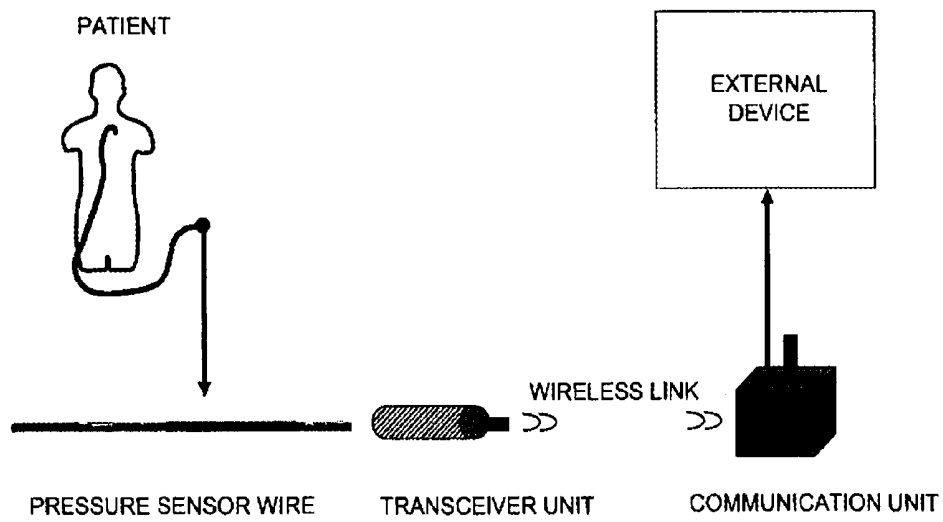 PATIENT
EXTERNAL
DEVICE
WIRELESS LINK
PRESSURE SENSOR WIRE
TRANSCEIVER UNIT
COMMUNICATION UNIT